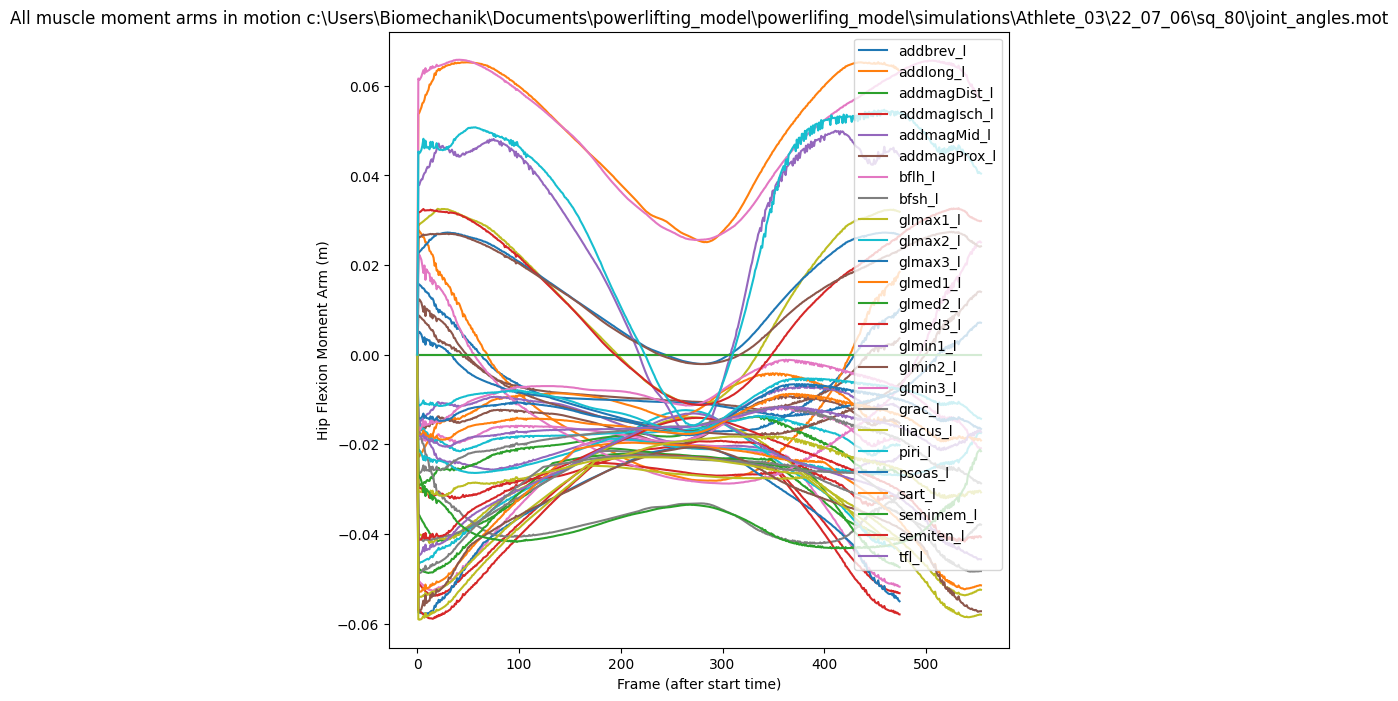 All muscle moment arms in motion c:\Users\Biomechanik\Documents\powerlifting_model\powerlifing_model\simulations\Athlete_03\22_07_06\sq_80\joint_angles.mot
Hip Flexion Moment Arm (m)
0.06
0.04
0.02
0.00
−0.02
−0.04
−0.06
addbrev_l
addlong_l
addmagDist_l
addmagIsch_l
addmagMid_l
addmagProx_l
bflh_l
bfsh_l
glmax1_l
glmax2_l
glmax3_l
glmed1_l
glmed2_l
glmed3_l
glmin1_l
glmin2_l
glmin3_l
grac_l
iliacus_l
piri_l
psoas_l
sart_l
semimem_l
semiten_l
tfl_l
0 100 200 300 400 500
Frame (after start time)